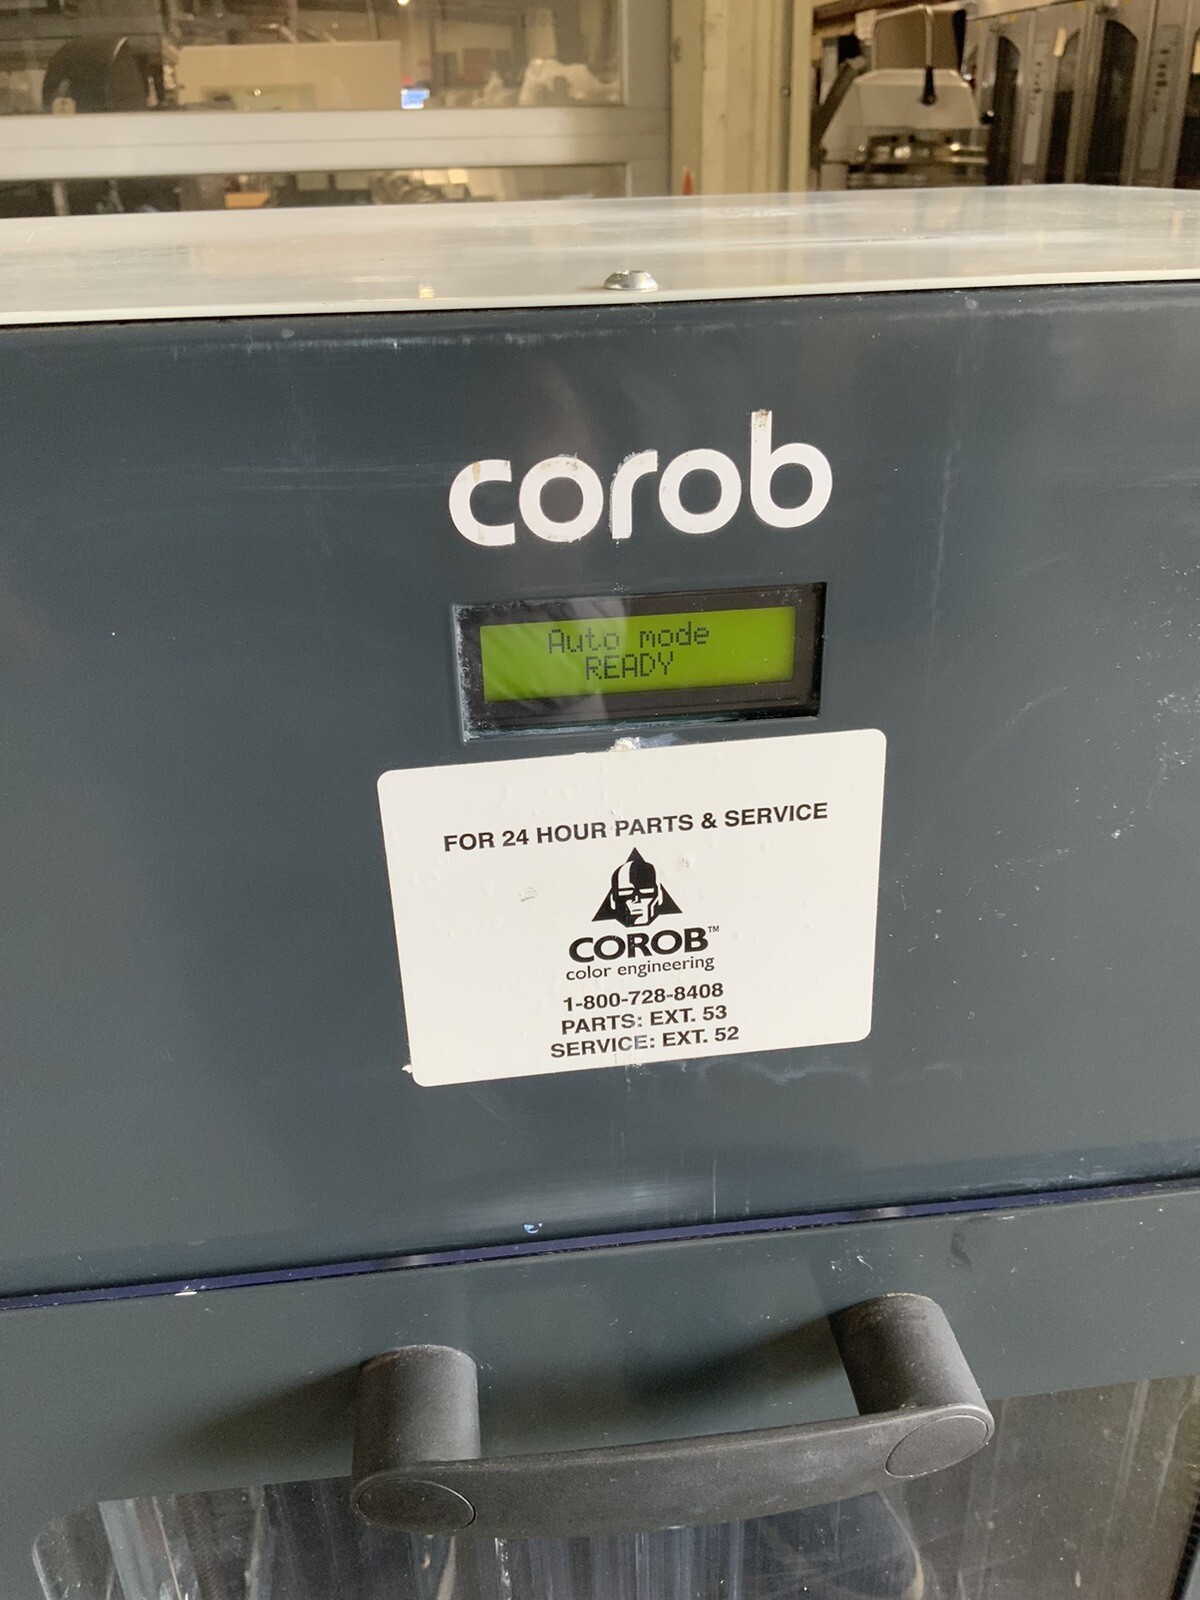 corob
Auto mode
READY
FOR 24 HOUR PARTS & SERVICE
COROB™
color engineering
1-800-728-8408
PARTS: EXT. 53
SERVICE: EXT. 52